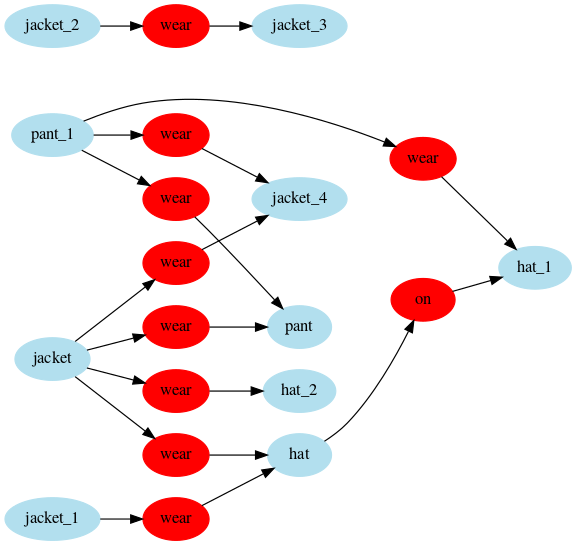 jacket_2 wear jacket_3
pant_1 wear
wear
wear jacket_4
wear hat_1
on
wear pant
jacket
wear hat_2
wear hat
jacket_1 wear